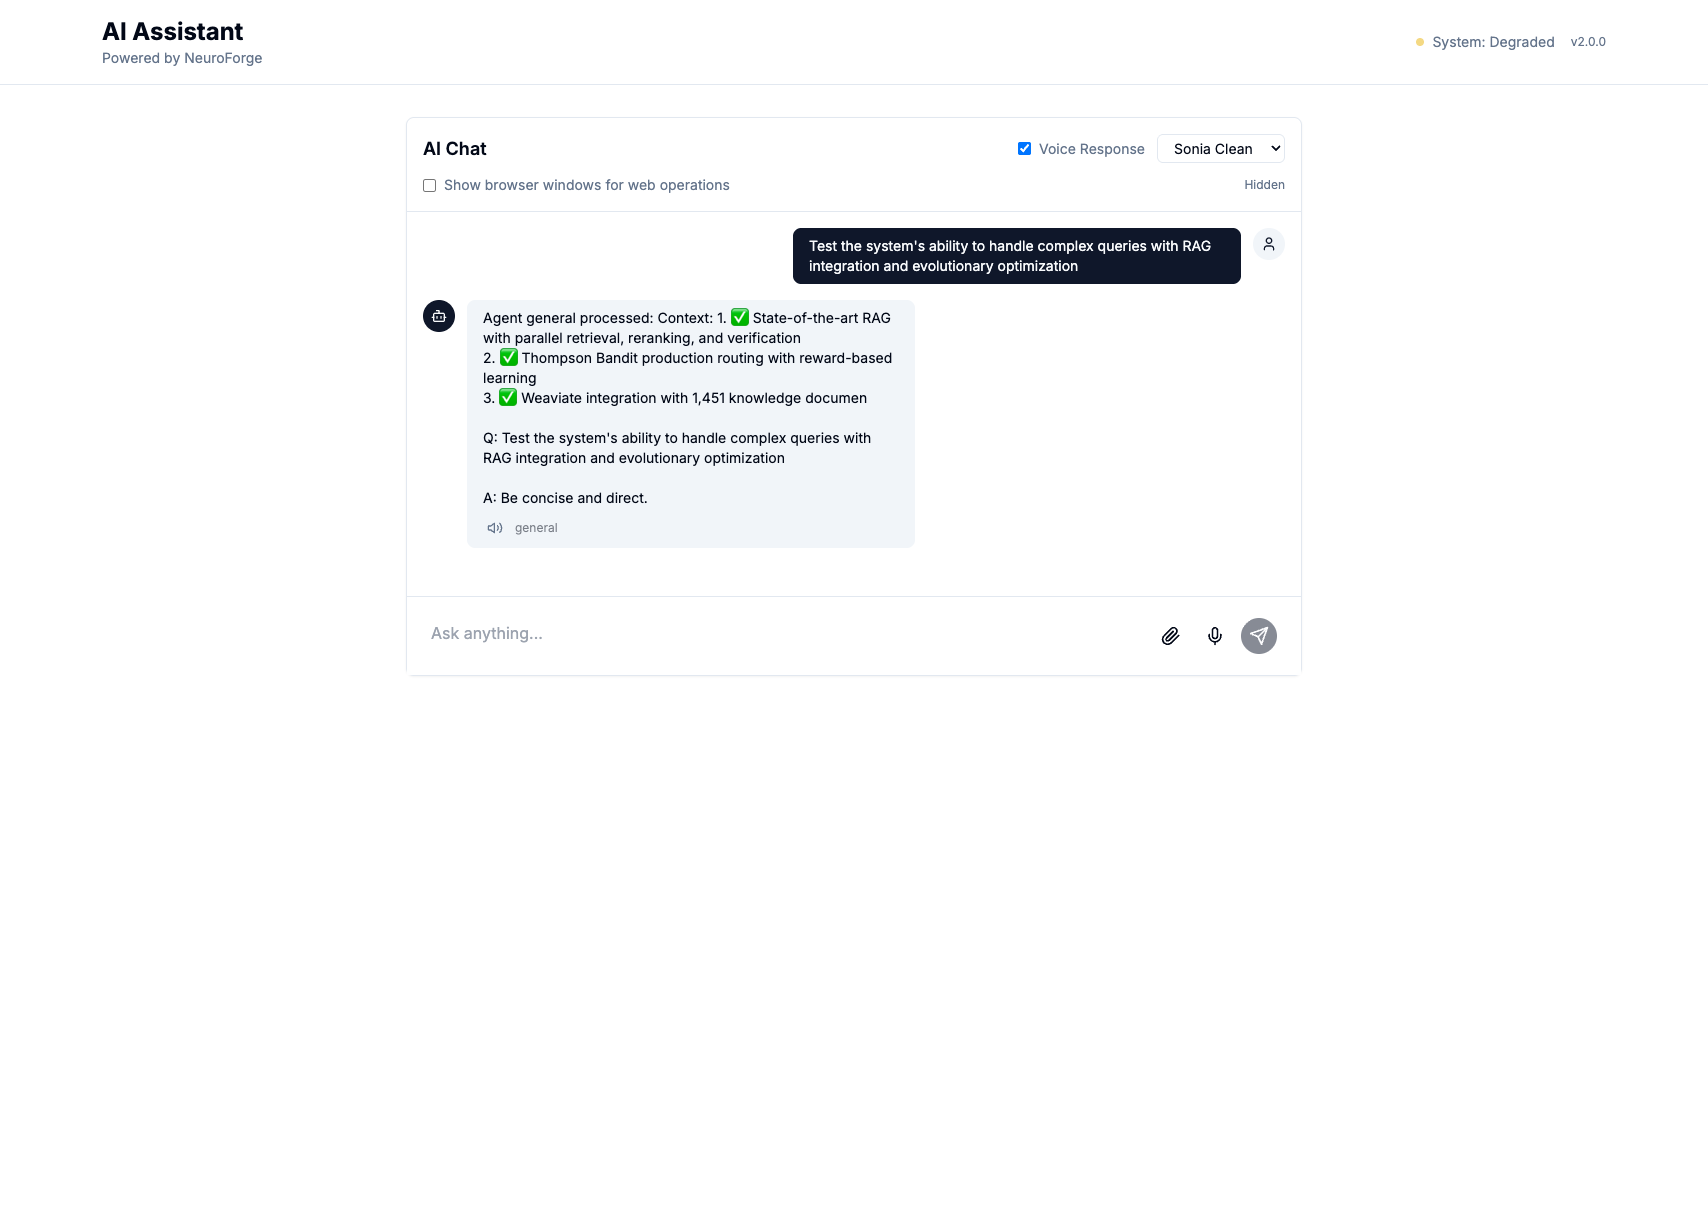 AI Assistant
Powered by NeuroForge
System: Degraded
v2.0.0
AI Chat
Voice Response
Sonia Clean
Show browser windows for web operations
Hidden
Test the system's ability to handle complex queries with RAG
integration and evolutionary optimization
Agent general processed: Context: 1. ✅ State-of-the-art RAG
with parallel retrieval, reranking, and verification
2. ✅ Thompson Bandit production routing with reward-based
learning
3. ✅ Weaviate integration with 1,451 knowledge documen
Q: Test the system's ability to handle complex queries with
RAG integration and evolutionary optimization
A: Be concise and direct.
general
Ask anything...